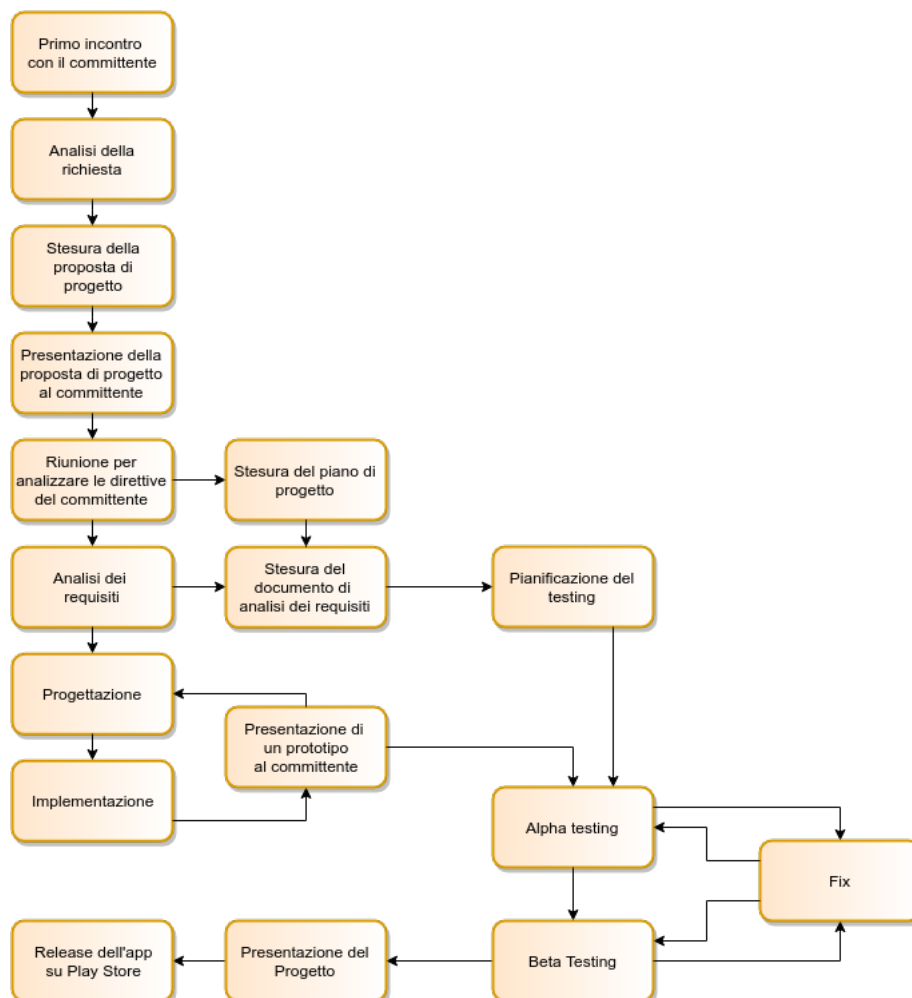 Primo incontro
con il committente
Analisi della
richiesta
Stesura della
proposta di
progetto
Presentazione della
proposta di progetto
al committente
Riunione per
analizzare le direttive
del committente
Stesura del piano di
progetto
Analisi dei
requisiti
Stesura del
documento di
analisi dei requisiti
Pianificazione del
testing
Progettazione
Presentazione di
un prototipo
al committente
Implementazione
Alpha testing
Fix
Release dell'app
su Play Store
Presentazione del
Progetto
Beta Testing